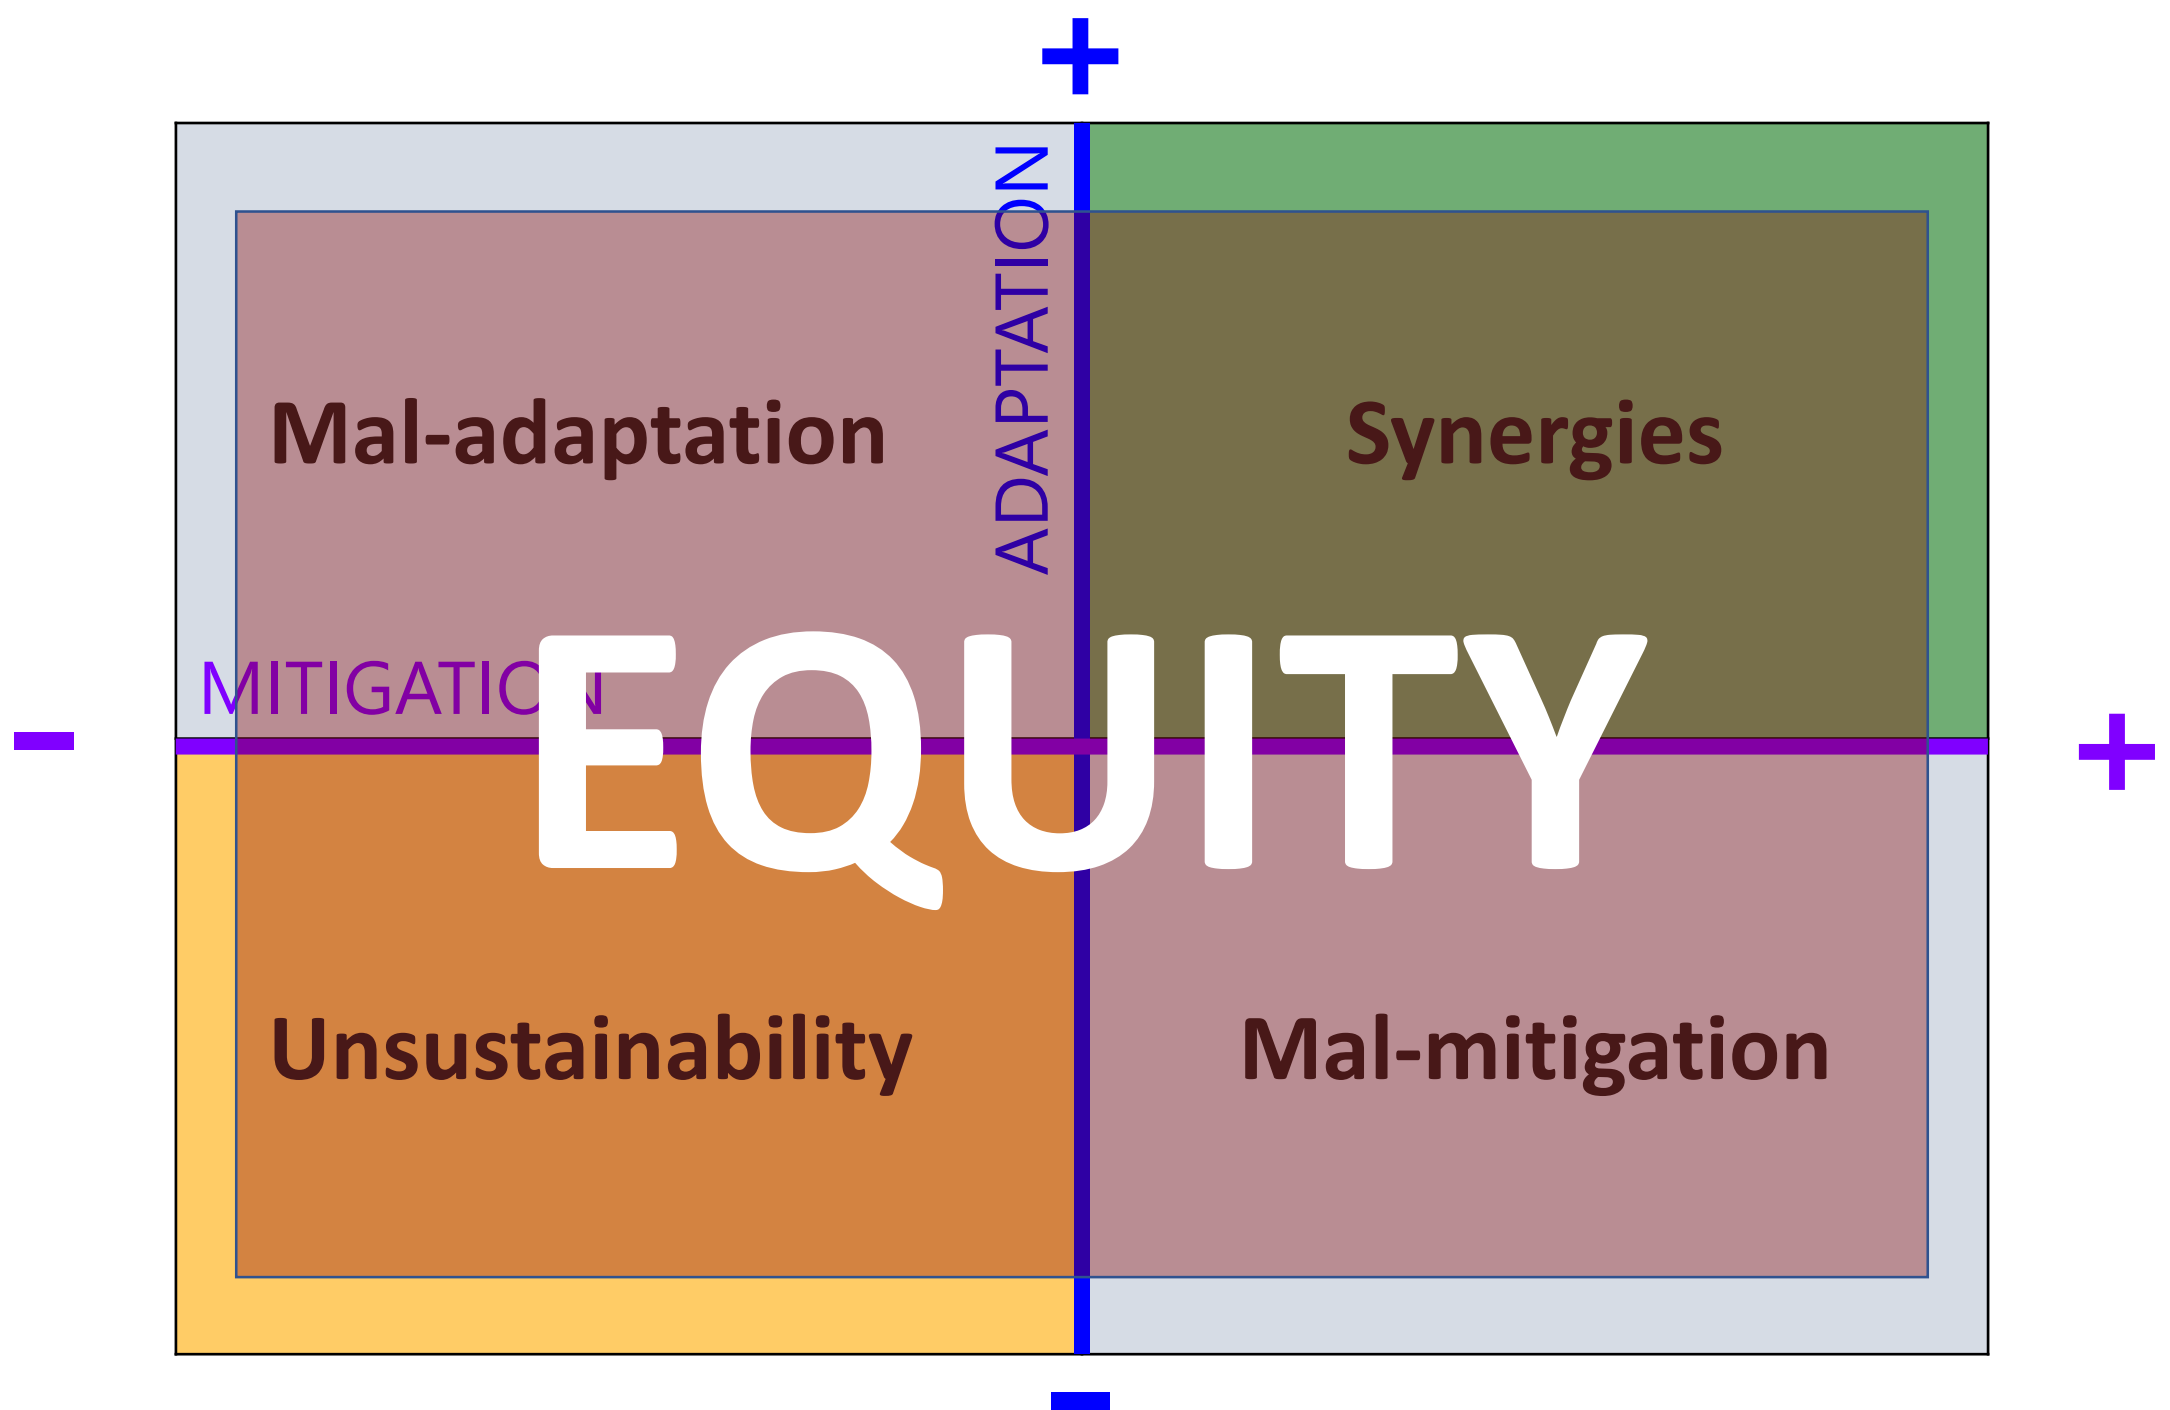 +
ADAPTATION
Mal-adaptation
Synergies
MITIGATION
EQUITY
–
+
Unsustainability
Mal-mitigation
–